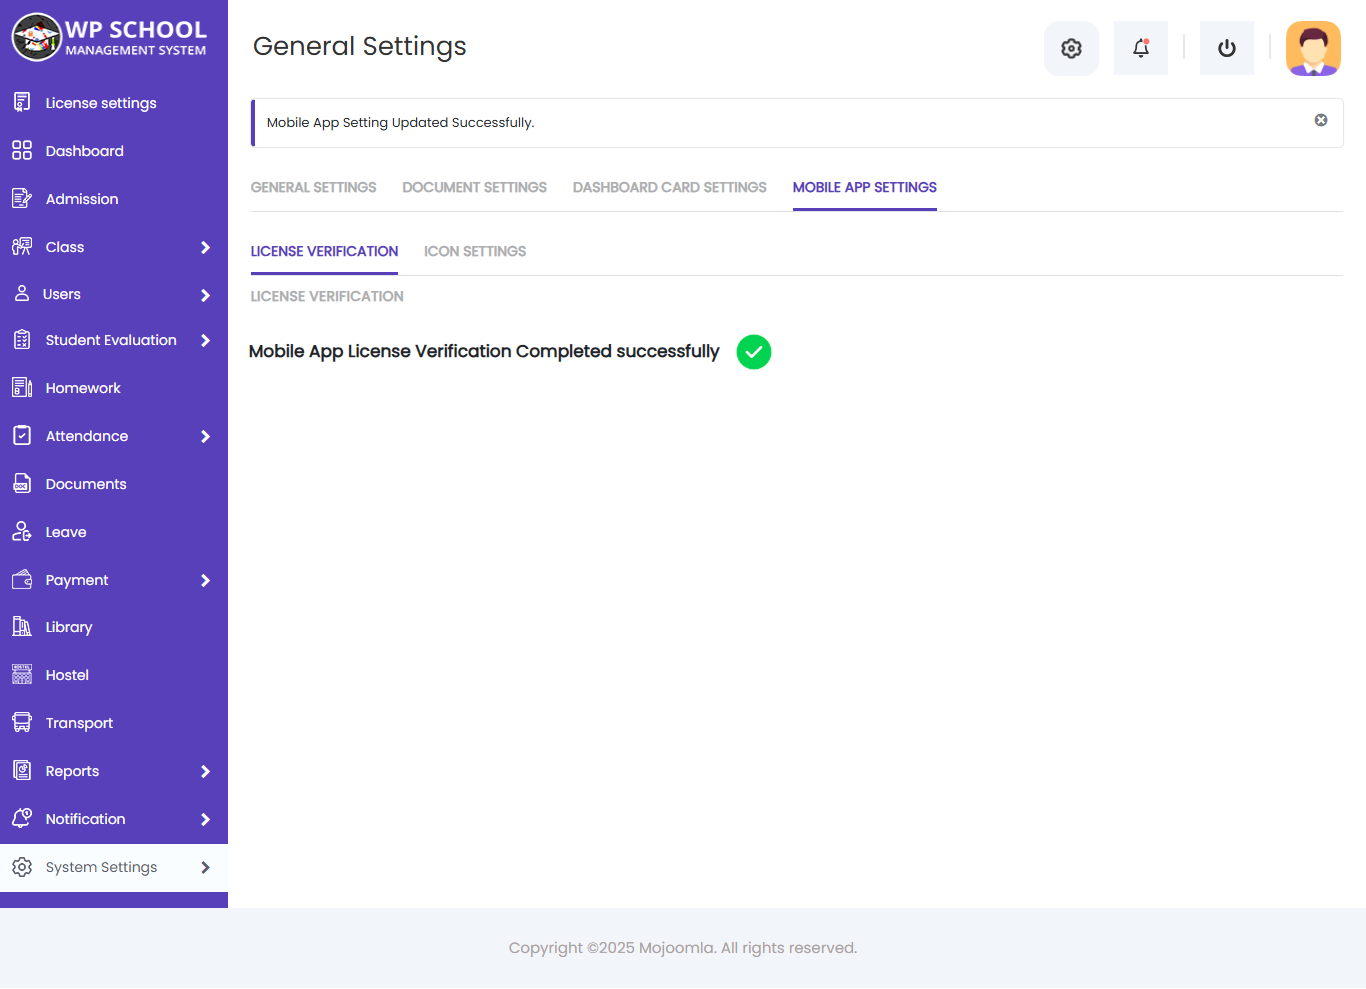 WP SCHOOL
MANAGEMENT SYSTEM
License settings
Dashboard
Admission
Class
Users
Student Evaluation
Homework
Attendance
Documents
Leave
Payment
Library
Hostel
Transport
Reports
Notification
System Settings
General Settings
Mobile App Setting Updated Successfully.
GENERAL SETTINGS DOCUMENT SETTINGS DASHBOARD CARD SETTINGS MOBILE APP SETTINGS
LICENSE VERIFICATION ICON SETTINGS
LICENSE VERIFICATION
Mobile App License Verification Completed successfully
Copyright ©2025 Mojoomla. All rights reserved.